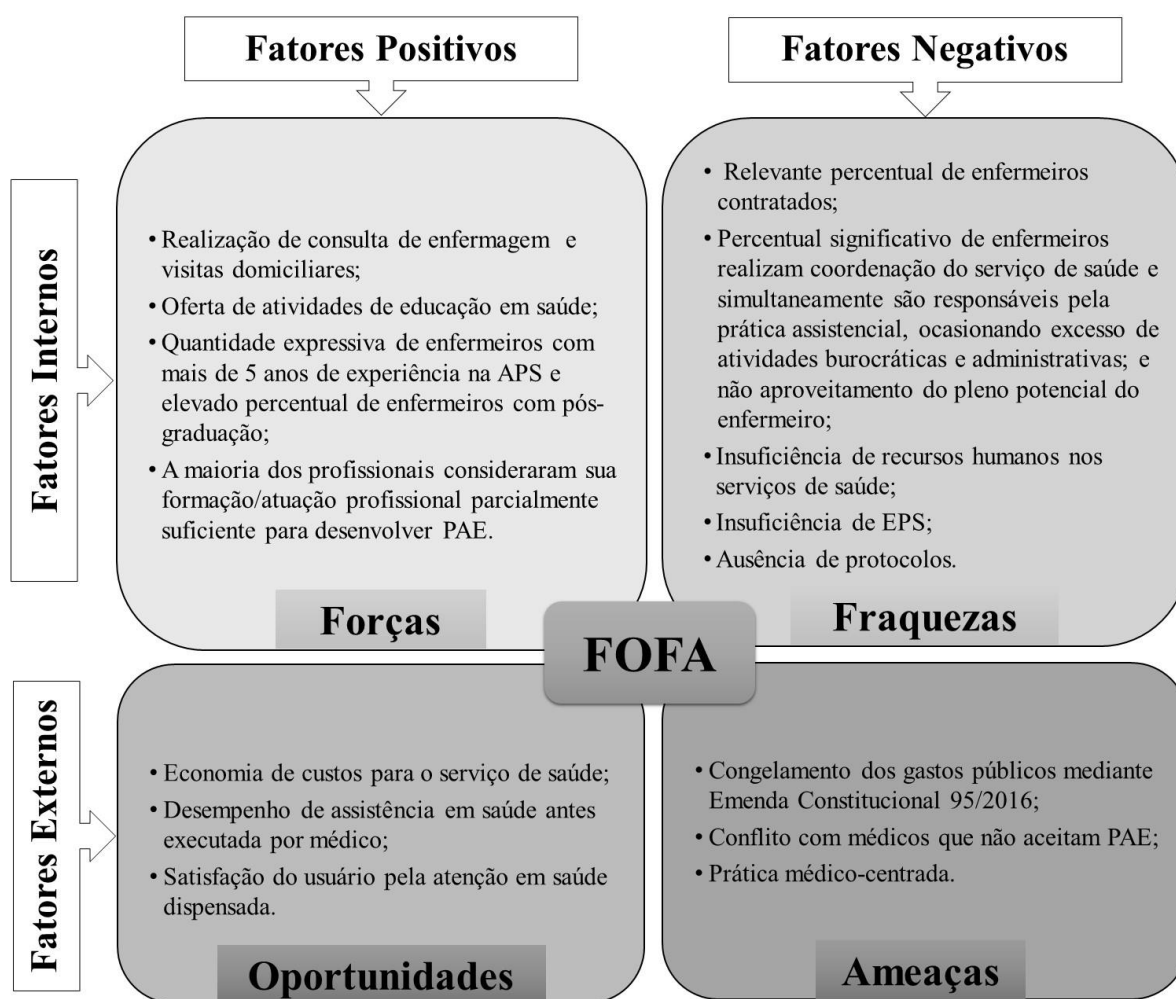 Fatores Positivos
Fatores Negativos
Fatores Internos
• Realização de consulta de enfermagem e
visitas domiciliares;
• Oferta de atividades de educação em saúde;
• Quantidade expressiva de enfermeiros com
mais de 5 anos de experiência na APS e
elevado percentual de enfermeiros com pós-
graduação;
• A maioria dos profissionais consideraram sua
formação/atuação profissional parcialmente
suficiente para desenvolver PAE.
Forças
• Relevante percentual de enfermeiros
contratados;
• Percentual significativo de enfermeiros
realizam coordenação do serviço de saúde e
simultaneamente são responsáveis pela
prática assistencial, ocasionando excesso de
atividades burocráticas e administrativas; e
não aproveitamento do pleno potencial do
enfermeiro;
• Insuficiência de recursos humanos nos
serviços de saúde;
• Insuficiência de EPS;
• Ausência de protocolos.
Fraquezas
FOFA
Fatores Externos
• Economia de custos para o serviço de saúde;
• Desempenho de assistência em saúde antes
executada por médico;
• Satisfação do usuário pela atenção em saúde
dispensada.
Oportunidades
• Congelamento dos gastos públicos mediante
Emenda Constitucional 95/2016;
• Conflito com médicos que não aceitam PAE;
• Prática médico-centrada.
Ameaças